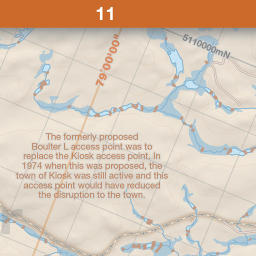 11
5110000mN
79°00'00"
The formerly proposed
Boulter L access point was to
replace the Kiosk access point. In
1974 when this was proposed, the
town of Kiosk was still active and this
access point would have reduced
the disruption to the town.